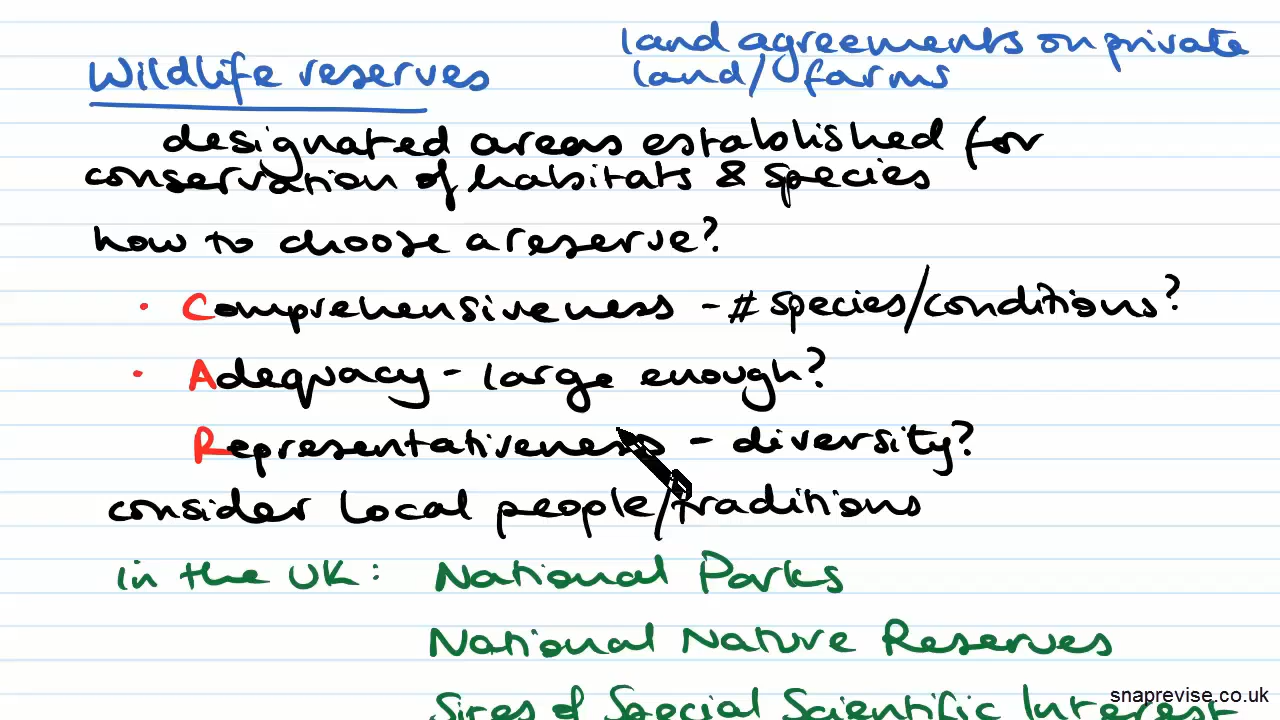 land agreements on private
Wildlife reserves land/ farms
designated areas established for
conservation of habitats & species
how to choose a reserve?
· Comprehensiveness - # species/conditions?
· Adequacy - large enough?
Representativeness - diversity?
consider local people/traditions
in the UK: National Parks
National Nature Reserves
Sites of Special Scientific Interest
snaprevise.co.uk